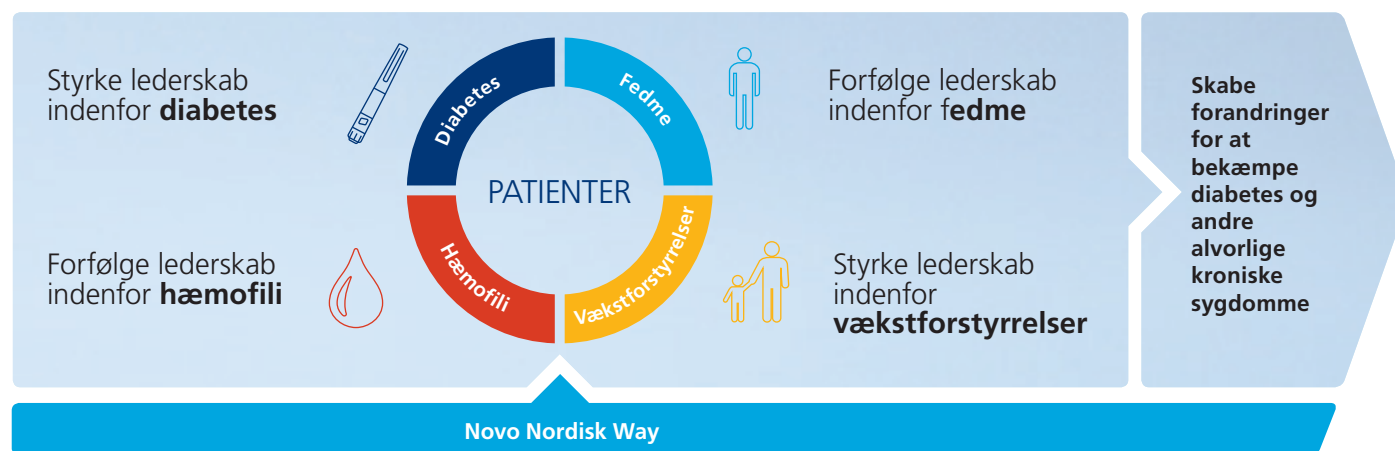 Styrke lederskab
indenfor diabetes
Forfølge lederskab
indenfor hæmofili
Diabetes
Fedme
PATIENTER
Hæmofili
Vækstforstyrrelser
Forfølge lederskab
indenfor fedme
Styrke lederskab
indenfor
vækstforstyrrelser
Skabe
forandringer
for at
bekæmpe
diabetes og
andre
alvorlige
kroniske
sygdomme
Novo Nordisk Way